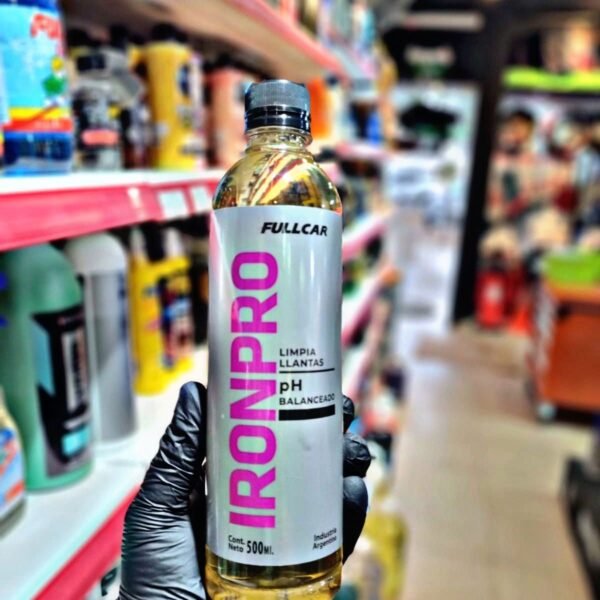 FULLCAR
IRONPRO
LIMPIA
LLANTAS
pH
BALANCEADO
Cont.
Neto 500Ml.
Industria
Argentina